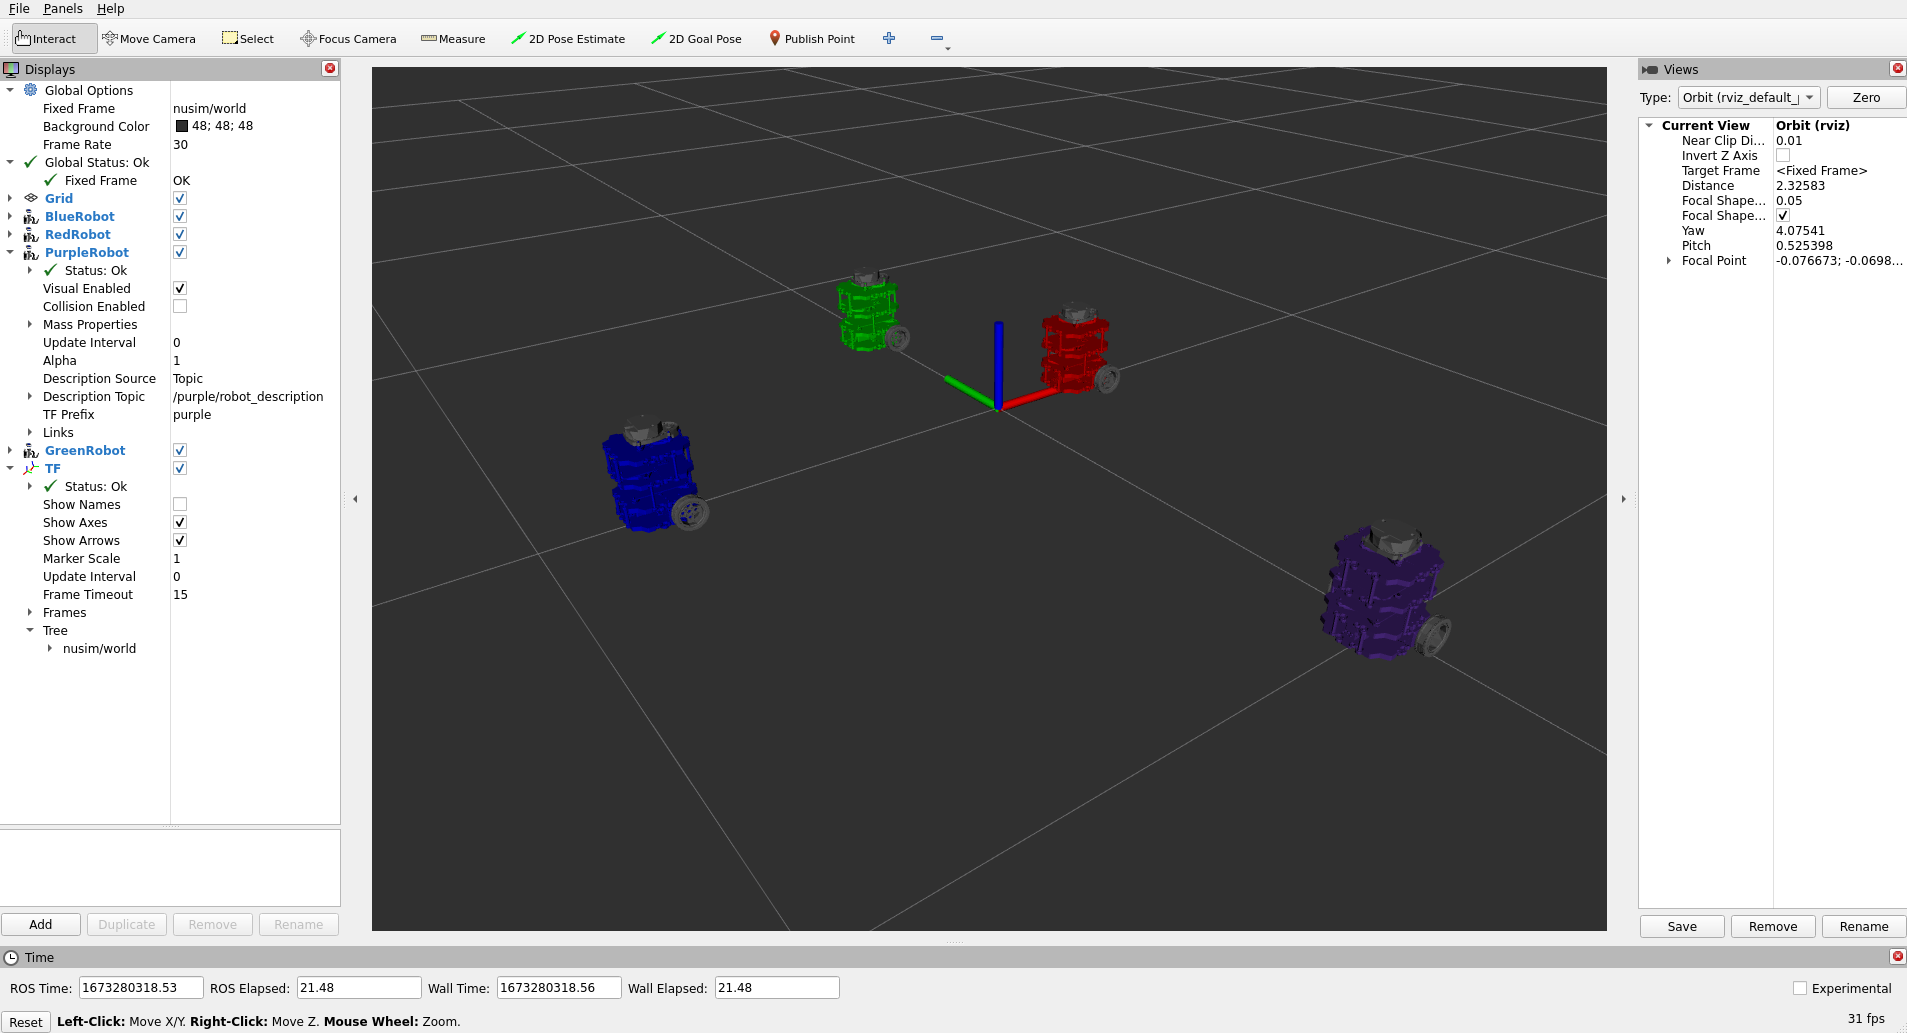 File Panels Help
Interact Move Camera Select Focus Camera Measure 2D Pose Estimate 2D Goal Pose Publish Point
Displays
Global Options
Fixed Frame nusim/world
Background Color 48; 48; 48
Frame Rate 30
Global Status: Ok
Fixed Frame OK
Grid
BlueRobot
RedRobot
PurpleRobot
Status: Ok
Visual Enabled
Collision Enabled
Mass Properties
Update Interval 0
Alpha 1
Description Source Topic
Description Topic /purple/robot_description
TF Prefix purple
Links
GreenRobot
TF
Status: Ok
Show Names
Show Axes
Show Arrows
Marker Scale 1
Update Interval 0
Frame Timeout 15
Frames
Tree
nusim/world
Add Duplicate Remove Rename
Views
Type: Orbit (rviz_default_ Zero
Current View Orbit (rviz)
Near Clip Di... 0.01
Invert Z Axis
Target Frame <Fixed Frame>
Distance 2.32583
Focal Shape... 0.05
Focal Shape...
Yaw 4.07541
Pitch 0.525398
Focal Point -0.076673; -0.0698...
Save Remove Rename
Time
ROS Time: 1673280318.53 ROS Elapsed: 21.48 Wall Time: 1673280318.56 Wall Elapsed: 21.48 Experimental
Reset Left-Click: Move X/Y. Right-Click: Move Z. Mouse Wheel: Zoom. 31 fps